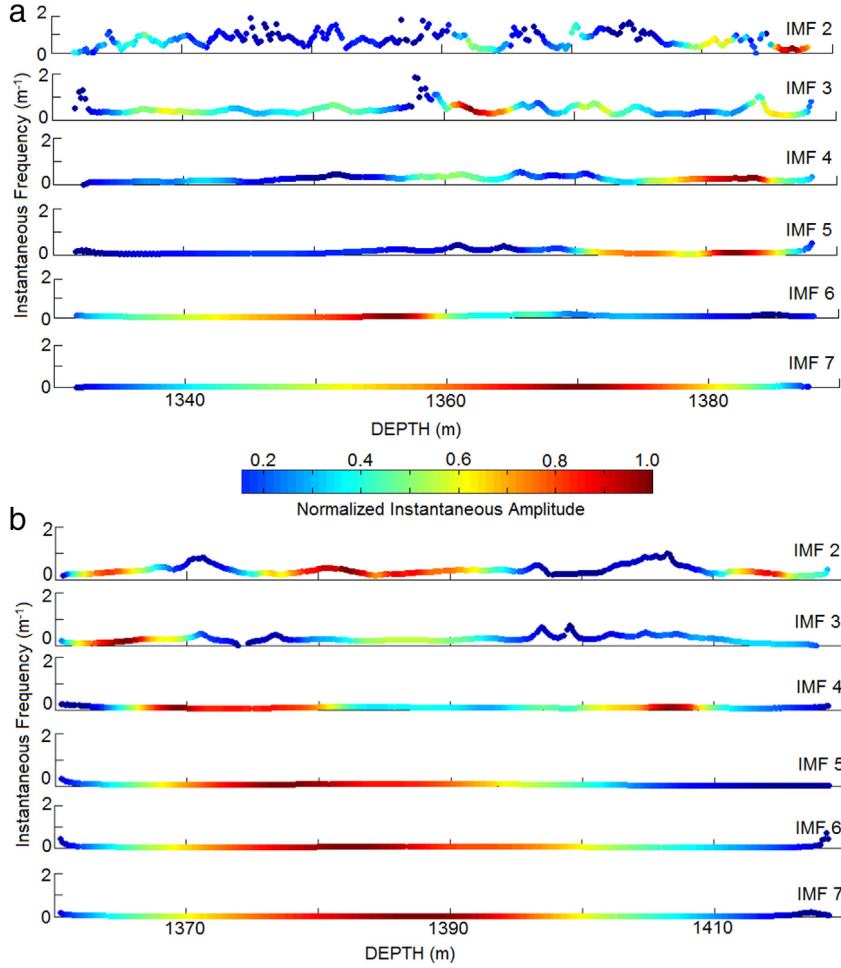 a
Instantaneous Frequency (m⁻¹)
2
0
IMF 2
2
0
IMF 3
2
0
IMF 4
2
0
IMF 5
2
0
IMF 6
2
0
IMF 7
1340 1360 1380
DEPTH (m)
0.2 0.4 0.6 0.8 1.0
Normalized Instantaneous Amplitude
b
Instantaneous Frequency (m⁻¹)
2
0
IMF 2
2
0
IMF 3
2
0
IMF 4
2
0
IMF 5
2
0
IMF 6
2
0
IMF 7
1370 1390 1410
DEPTH (m)